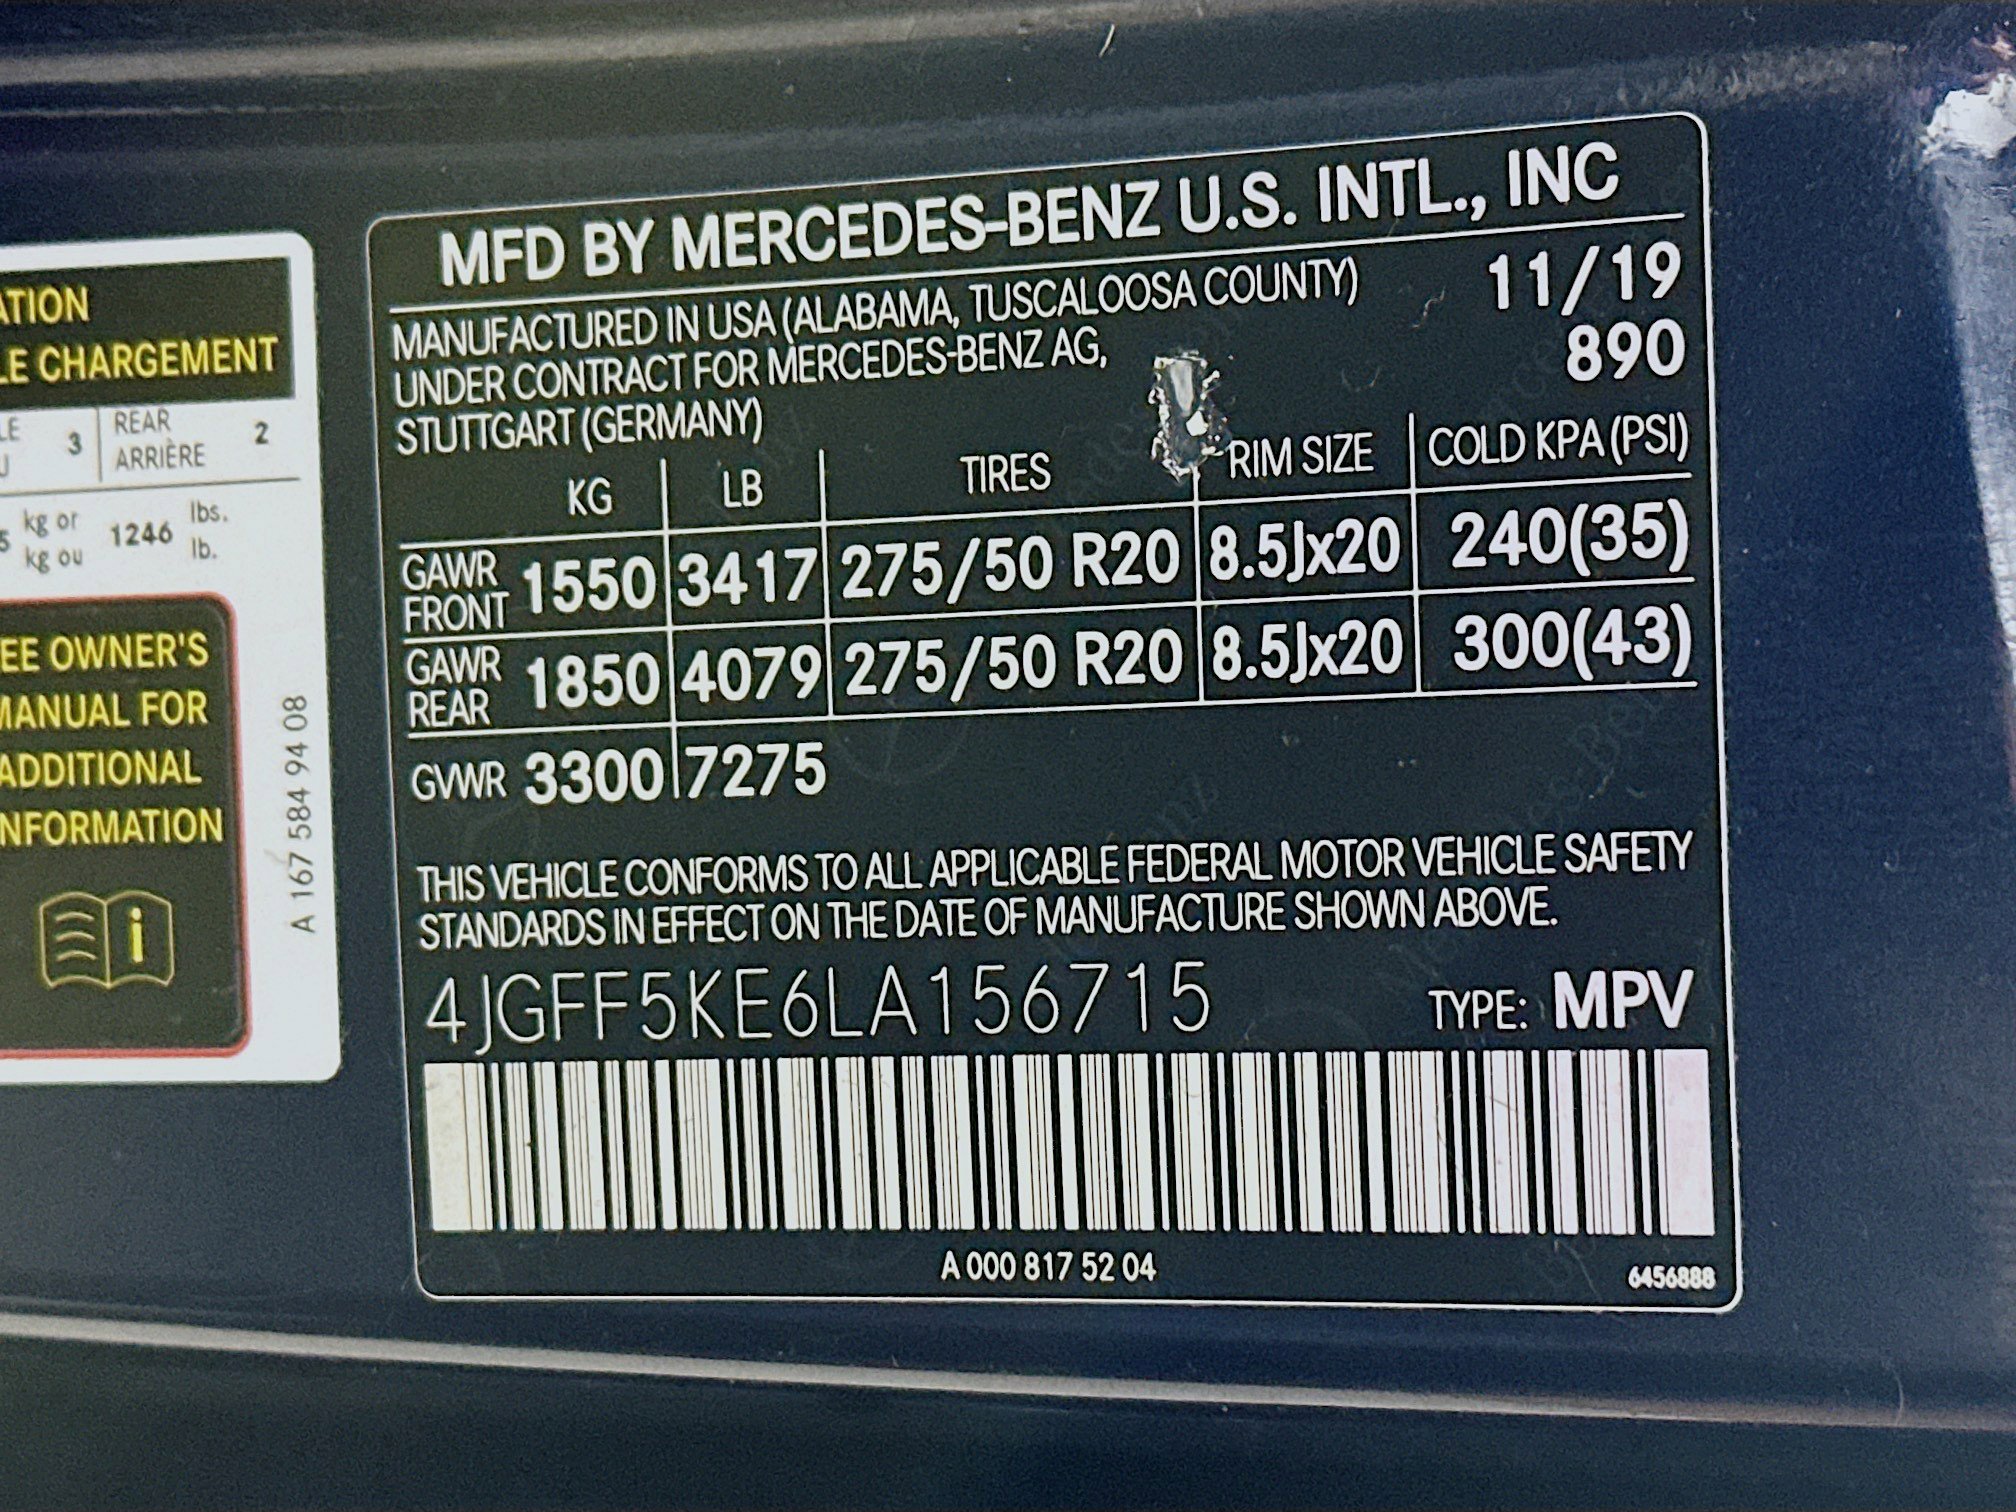 ATION
LE CHARGEMENT
LE 3 REAR 2
U ARRIÈRE
5 kg or 1246 lbs.
kg ou lb.
EE OWNER'S
MANUAL FOR
ADDITIONAL
NFORMATION
i
A 167 584 94 08
MFD BY MERCEDES-BENZ U.S. INTL., INC
MANUFACTURED IN USA (ALABAMA, TUSCALOOSA COUNTY) 11/19
UNDER CONTRACT FOR MERCEDES-BENZ AG, 890
STUTTGART (GERMANY)
KG LB TIRES RIM SIZE COLD KPA (PSI)
GAWR FRONT 1550 3417 275/50 R20 8.5Jx20 240(35)
GAWR REAR 1850 4079 275/50 R20 8.5Jx20 300(43)
GVWR 3300 7275
THIS VEHICLE CONFORMS TO ALL APPLICABLE FEDERAL MOTOR VEHICLE SAFETY
STANDARDS IN EFFECT ON THE DATE OF MANUFACTURE SHOWN ABOVE.
4JGFF5KE6LA156715 TYPE: MPV
A 000 817 52 04 6456888